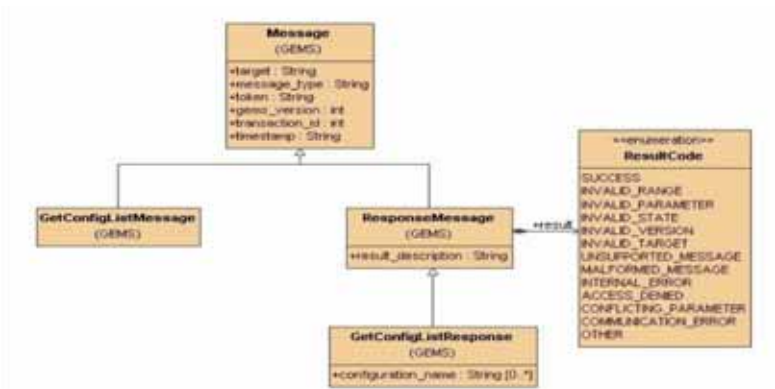 Message
(GEMS)
+target : String
+message_type : String
+token : String
+gems_version : int
+transaction_id : int
+timestamp : String
<<enumeration>>
ResultCode
SUCCESS
INVALID_RANGE
INVALID_PARAMETER
INVALID_STATE
INVALID_VERSION
INVALID_TARGET
UNSUPPORTED_MESSAGE
MALFORMED_MESSAGE
INTERNAL_ERROR
ACCESS_DENIED
CONFLICTING_PARAMETER
COMMUNICATION_ERROR
OTHER
GetConfigListMessage
(GEMS)
ResponseMessage
(GEMS)
+result_description : String
+result
GetConfigListResponse
(GEMS)
+configuration_name : String [0..*]